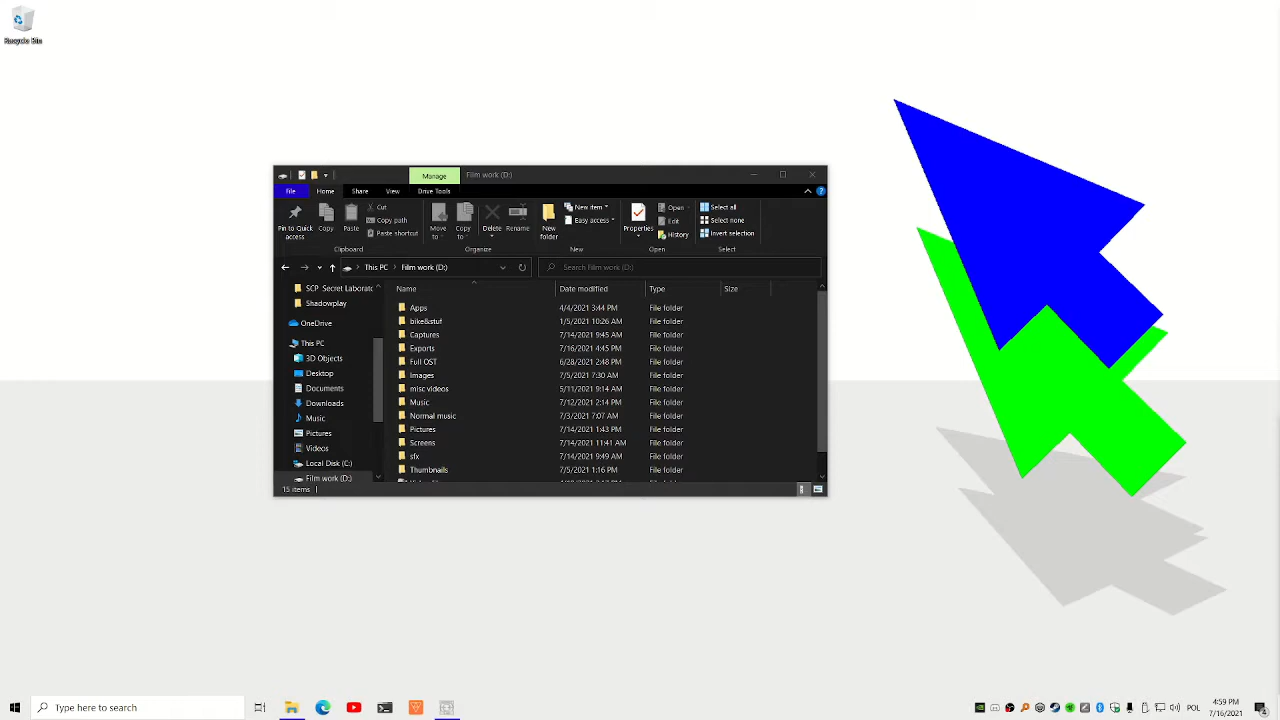 Recycle Bin
Manage
Film work (D:)
File
Home
Share
View
Drive Tools
Pin to Quick
access
Copy
Paste
Cut
Copy path
Paste shortcut
Clipboard
Move
to
Copy
to
Delete
Rename
Organize
New
folder
New item
Easy access
New
Properties
Open
Edit
History
Open
Select all
Select none
Invert selection
Select
This PC
Film work (D:)
Search Film work (D:)
SCP Secret Laborato
Shadowplay
OneDrive
This PC
3D Objects
Desktop
Documents
Downloads
Music
Pictures
Videos
Local Disk (C:)
Film work (D:)
Name Date modified Type Size
Apps 4/4/2021 3:44 PM File folder
bike&stuf 1/5/2021 10:26 AM File folder
Captures 7/14/2021 9:45 AM File folder
Exports 7/16/2021 4:45 PM File folder
Full OST 6/28/2021 2:48 PM File folder
Images 7/5/2021 7:30 AM File folder
misc videos 5/11/2021 9:14 AM File folder
Music 7/12/2021 2:14 PM File folder
Normal music 7/3/2021 7:07 AM File folder
Pictures 7/14/2021 1:43 PM File folder
Screens 7/14/2021 11:41 AM File folder
sfx 7/14/2021 9:49 AM File folder
Thumbnails 7/5/2021 1:16 PM File folder
15 items
Type here to search
POL
4:59 PM
7/16/2021